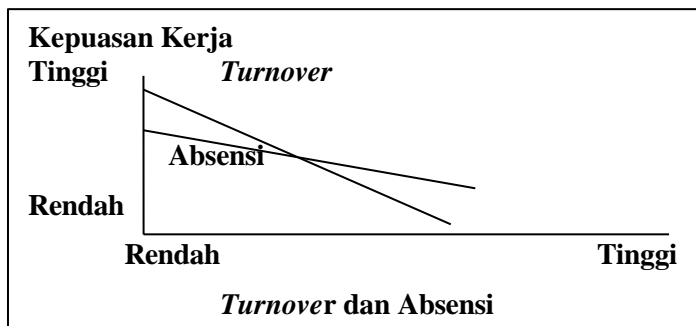 Kepuasan Kerja
Tinggi Turnover
Absensi
Rendah
Rendah Tinggi
Turnover dan Absensi